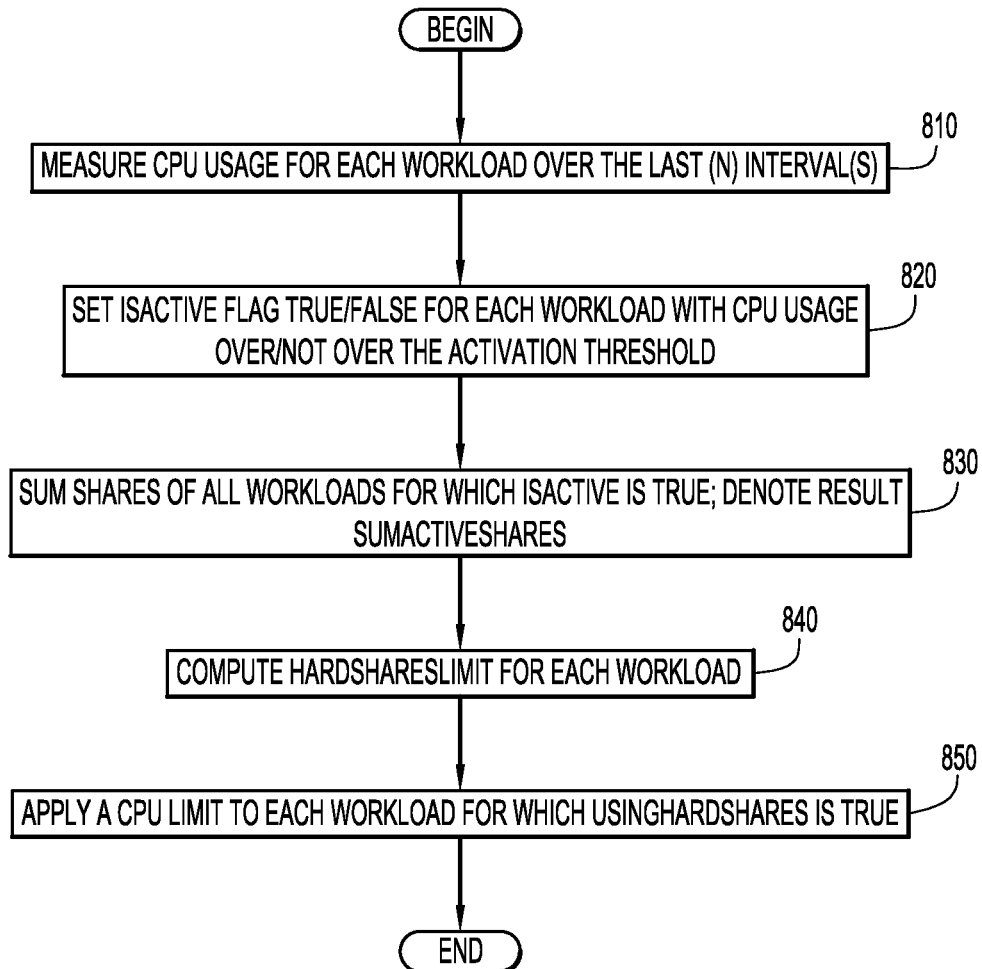 BEGIN
810
MEASURE CPU USAGE FOR EACH WORKLOAD OVER THE LAST (N) INTERVAL(S)
820
SET ISACTIVE FLAG TRUE/FALSE FOR EACH WORKLOAD WITH CPU USAGE
OVER/NOT OVER THE ACTIVATION THRESHOLD
830
SUM SHARES OF ALL WORKLOADS FOR WHICH ISACTIVE IS TRUE; DENOTE RESULT
SUMACTIVESHARES
840
COMPUTE HARDSHARESLIMIT FOR EACH WORKLOAD
850
APPLY A CPU LIMIT TO EACH WORKLOAD FOR WHICH USINGHARDSHARES IS TRUE
END